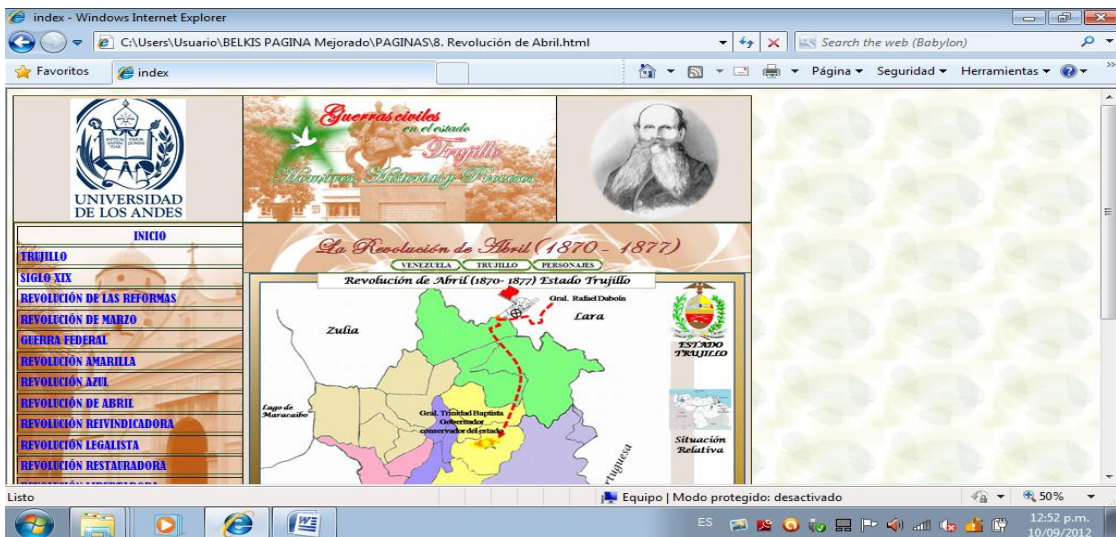 index - Windows Internet Explorer
C:\Users\Usuario\BELKIS PAGINA Mejorado\PAGINAS\8. Revolución de Abril.html
Search the web (Babylon)
Favoritos
index
Página
Seguridad
Herramientas
UNIVERSIDAD
DE LOS ANDES
Guerras civiles
en el estado
Trujillo
Hombres, Historias y Procesos
INICIO
TRUJILLO
SIGLO XIX
REVOLUCIÓN DE LAS REFORMAS
REVOLUCIÓN DE MARZO
GUERRA FEDERAL
REVOLUCIÓN AMARILLA
REVOLUCIÓN AZUL
REVOLUCIÓN DE ABRIL
REVOLUCIÓN REIVINDICADORA
REVOLUCIÓN LEGALISTA
REVOLUCIÓN RESTAURADORA
La Revolución de Abril (1870 - 1877)
VENEZUELA
TRUJILLO
PERSONAJES
Revolución de Abril (1870- 1877) Estado Trujillo
Gral. Rafael Daboin
Lara
Zulia
Lago de
Maracaibo
Gral. Trinidad Baptista
Gobernador
conservador del estado
ESTADO
TRUJILLO
Situación
Relativa
Listo
Equipo | Modo protegido: desactivado
50%
ES
12:52 p.m.
10/09/2012